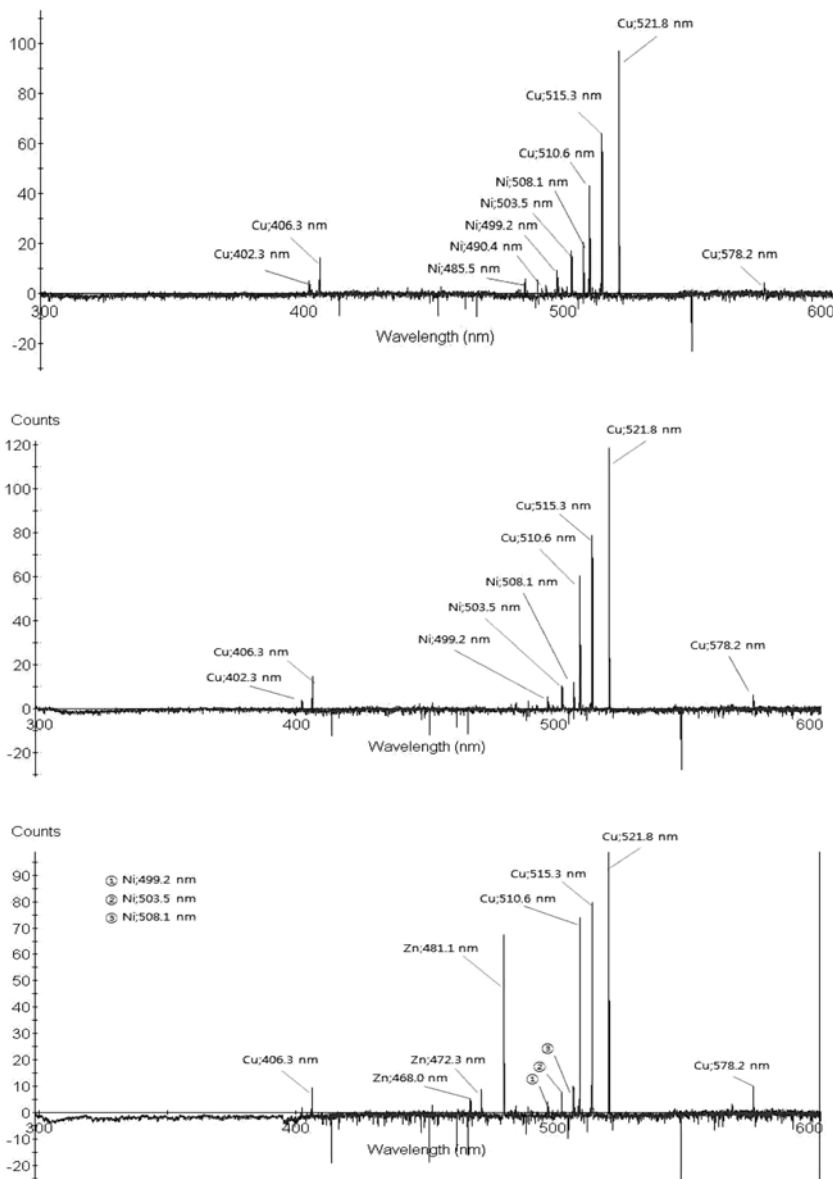 Cu;521.8 nm
100
Cu;515.3 nm
80
60
Cu;510.6 nm
Ni;508.1 nm
40
Ni;503.5 nm
Cu;406.3 nm
Ni;499.2 nm
20
Cu;402.3 nm
Ni;490.4 nm
Cu;578.2 nm
Ni;485.5 nm
0
300 400 500 600
-20
Wavelength (nm)
Counts
Cu;521.8 nm
120
100
Cu;515.3 nm
80
Cu;510.6 nm
60
Ni;508.1 nm
Ni;503.5 nm
40
Cu;406.3 nm
Ni;499.2 nm
Cu;578.2 nm
20
Cu;402.3 nm
0
300 400 500 600
-20
Wavelength (nm)
Counts
Cu;521.8 nm
90
① Ni;499.2 nm
Cu;515.3 nm
80
② Ni;503.5 nm
Cu;510.6 nm
③ Ni;508.1 nm
70
Zn;481.1 nm
60
50
40
30
③
20
Cu;406.3 nm
Zn;472.3 nm
②
Cu;578.2 nm
10
Zn;468.0 nm
①
0
300 400 500 600
-10
Wavelength (nm)
-20